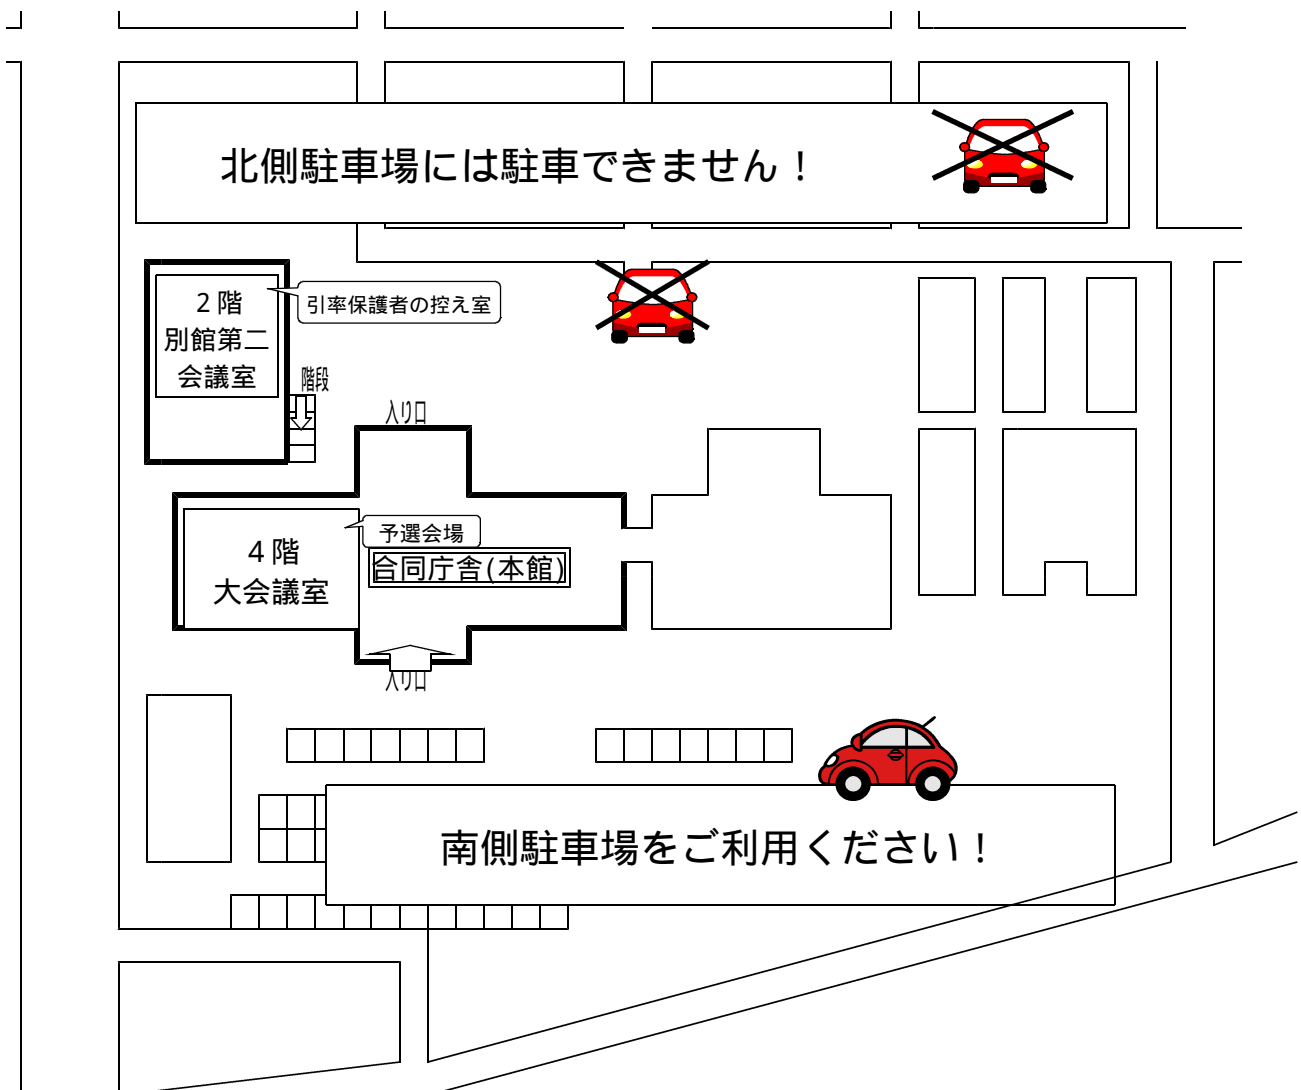 北側駐車場には駐車できません！
２階
別館第二
会議室
引率保護者の控え室
階段
入り口
予選会場
４階
大会議室
合同庁舎(本館)
入り口
南側駐車場をご利用ください！